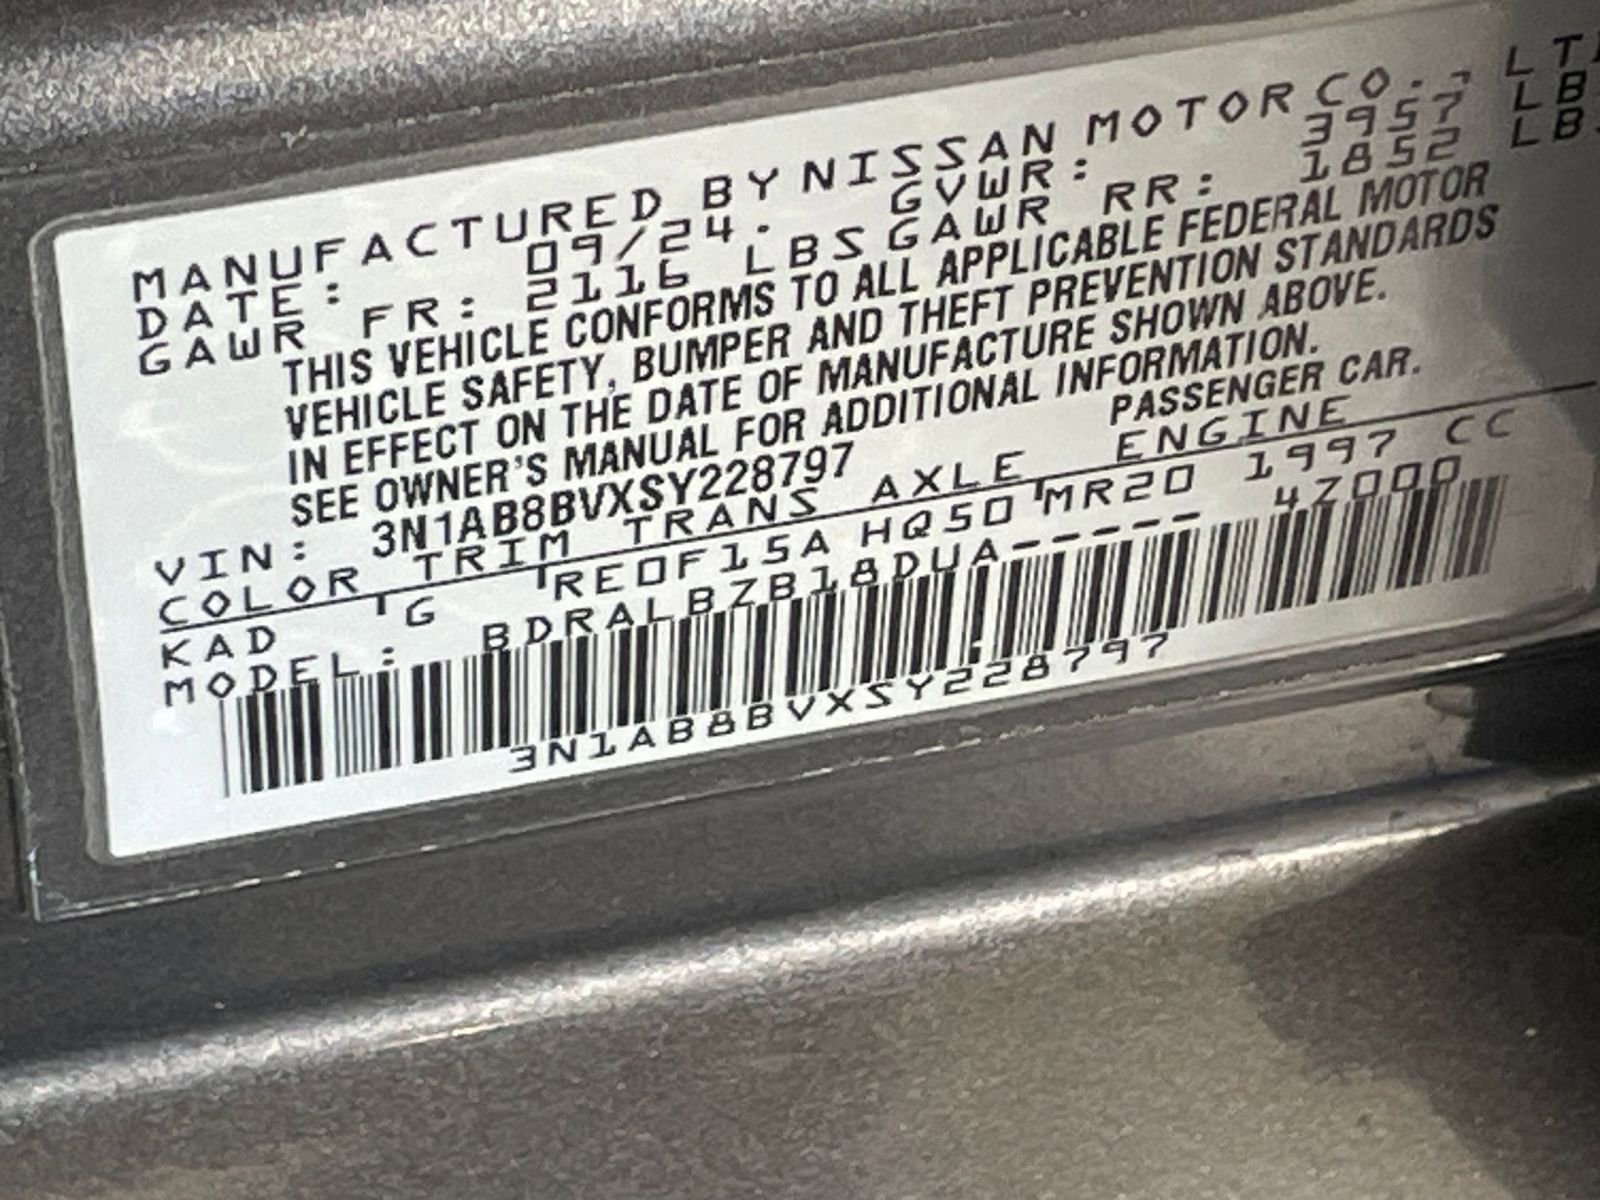 MANUFACTURED BY NISSAN MOTOR CO., LT
DATE: 09/24. GVWR: 3957 LB
GAWR FR: 2116 LBS GAWR RR: 1852 LBS
THIS VEHICLE CONFORMS TO ALL APPLICABLE FEDERAL MOTOR
VEHICLE SAFETY, BUMPER AND THEFT PREVENTION STANDARDS
IN EFFECT ON THE DATE OF MANUFACTURE SHOWN ABOVE.
SEE OWNER'S MANUAL FOR ADDITIONAL INFORMATION.
VIN: 3N1AB8BVXSY228797 PASSENGER CAR.
COLOR TRIM TRANS AXLE ENGINE
KAD G RE0F15A HQ50 MR20 1997 CC
MODEL: BDRALBZB18DUA----- 4Z000
3N1AB8BVXSY228797